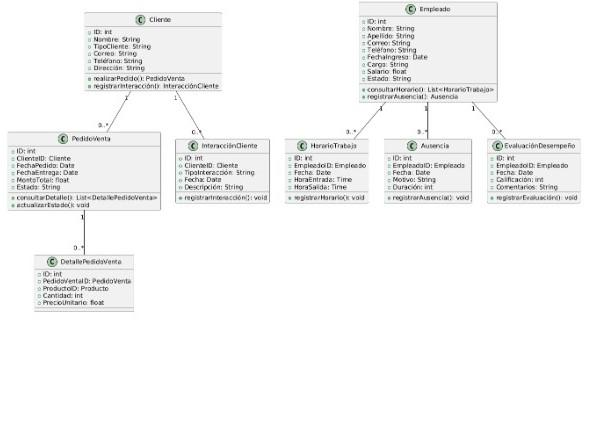 C Cliente
ID: int
Nombre: String
TipoCliente: String
Correo: String
Teléfono: String
Dirección: String
realizarPedido(): PedidoVenta
registrarInteracción(): InteracciónCliente
C Empleado
ID: int
Nombre: String
Apellido: String
Correo: String
Teléfono: String
FechaIngreso: Date
Cargo: String
Salario: float
Estado: String
consultarHorario(): List<HorarioTrabajo>
registrarAusencia(): Ausencia
1
1
1
1
1
0..*
0..*
0..*
0..*
0..*
C PedidoVenta
ID: int
ClienteID: Cliente
FechaPedido: Date
FechaEntrega: Date
MontoTotal: float
Estado: String
consultarDetalle(): List<DetallePedidoVenta>
actualizarEstado(): void
C InteracciónCliente
ID: int
ClienteID: Cliente
TipoInteracción: String
Fecha: Date
Descripción: String
registrarInteracción(): void
C HorarioTrabajo
ID: int
EmpleadoID: Empleado
Fecha: Date
HoraEntrada: Time
HoraSalida: Time
registrarHorario(): void
C Ausencia
ID: int
EmpleadoID: Empleado
Fecha: Date
Motivo: String
Duración: int
registrarAusencia(): void
C EvaluaciónDesempeño
ID: int
EmpleadoID: Empleado
Fecha: Date
Calificación: int
Comentarios: String
registrarEvaluación(): void
1
0..*
C DetallePedidoVenta
ID: int
PedidoVentaID: PedidoVenta
ProductoID: Producto
Cantidad: int
PrecioUnitario: float